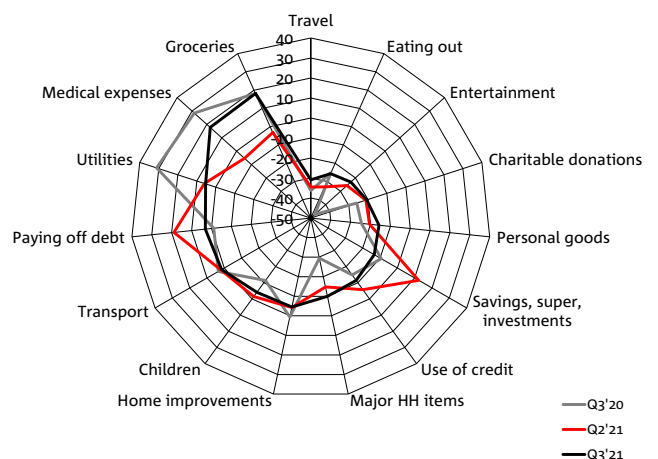 Travel
40
30
20
10
0
-10
-20
-30
-40
-50
Eating out
Entertainment
Charitable donations
Personal goods
Savings, super,
investments
Use of credit
Major HH items
Home improvements
Children
Transport
Paying off debt
Utilities
Medical expenses
Groceries
Q3'20
Q2'21
Q3'21